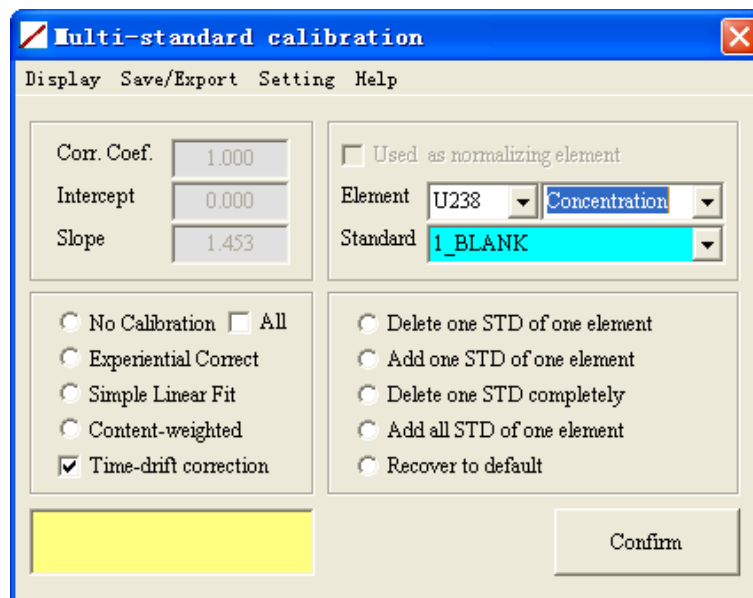 Multi-standard calibration
Display Save/Export Setting Help
Corr. Coef. 1.000
Intercept 0.000
Slope 1.453
Used as normalizing element
Element U238 Concentration
Standard 1_BLANK
No Calibration All
Experiential Correct
Simple Linear Fit
Content-weighted
Time-drift correction
Delete one STD of one element
Add one STD of one element
Delete one STD completely
Add all STD of one element
Recover to default
Confirm